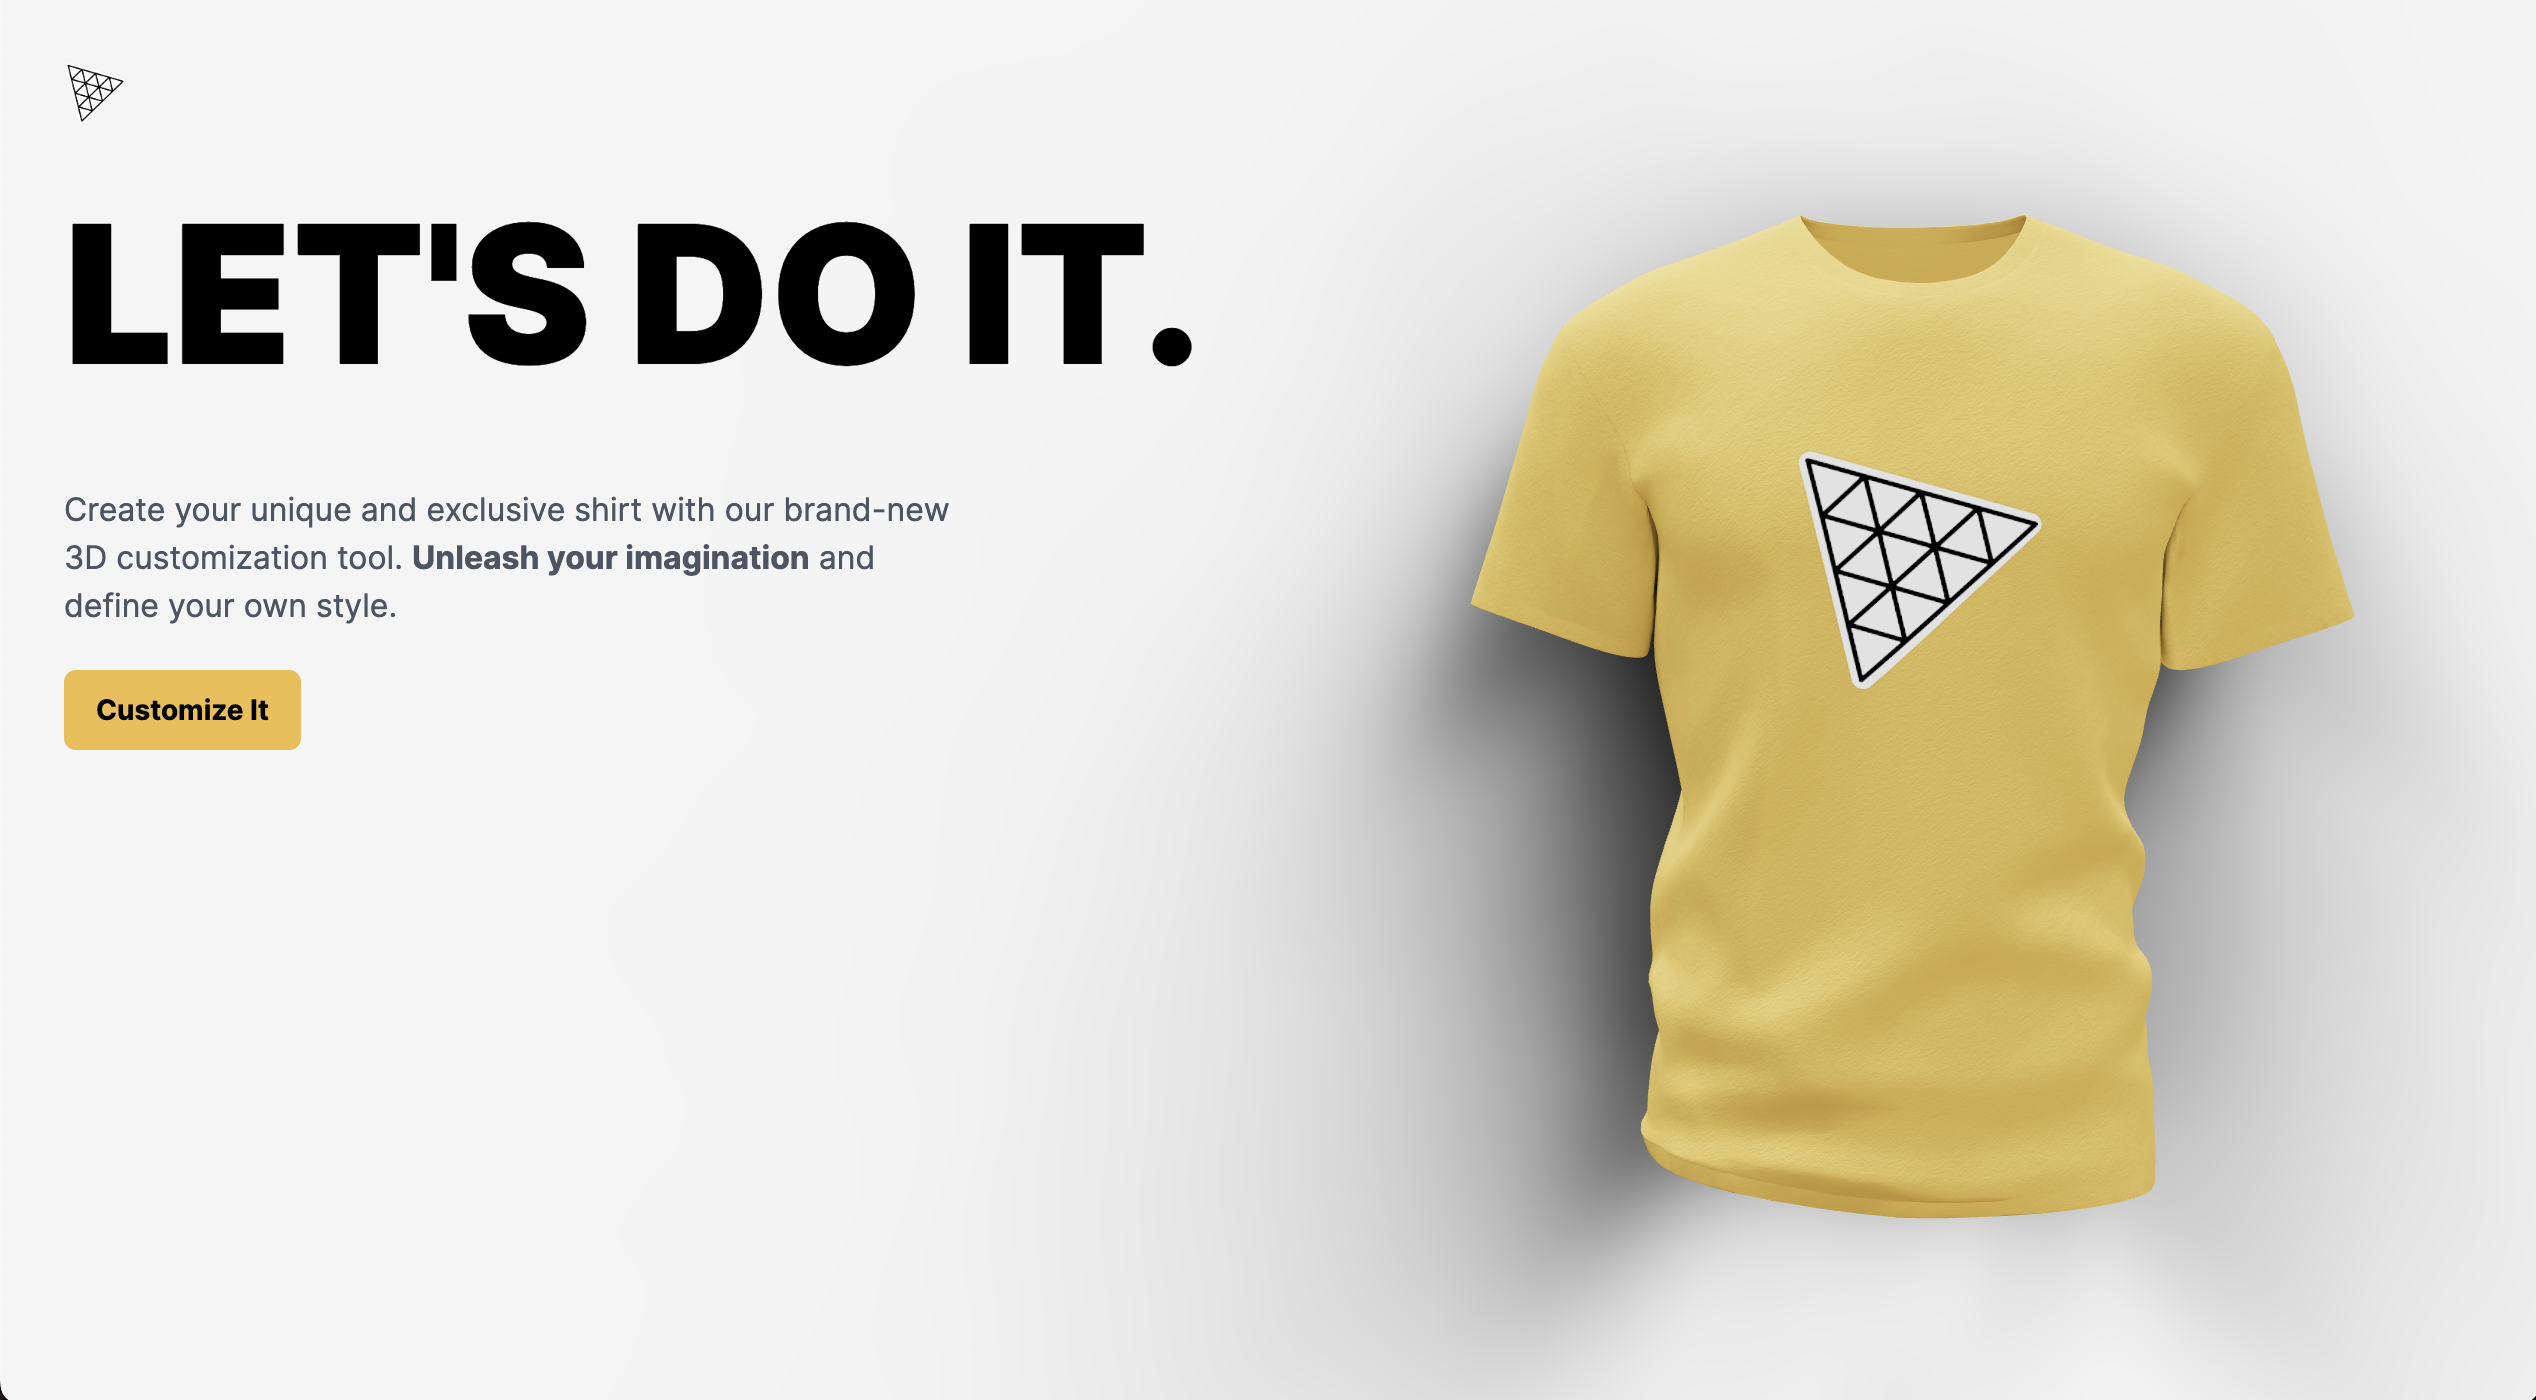 LET'S DO IT.
Create your unique and exclusive shirt with our brand-new
3D customization tool. Unleash your imagination and
define your own style.
Customize It